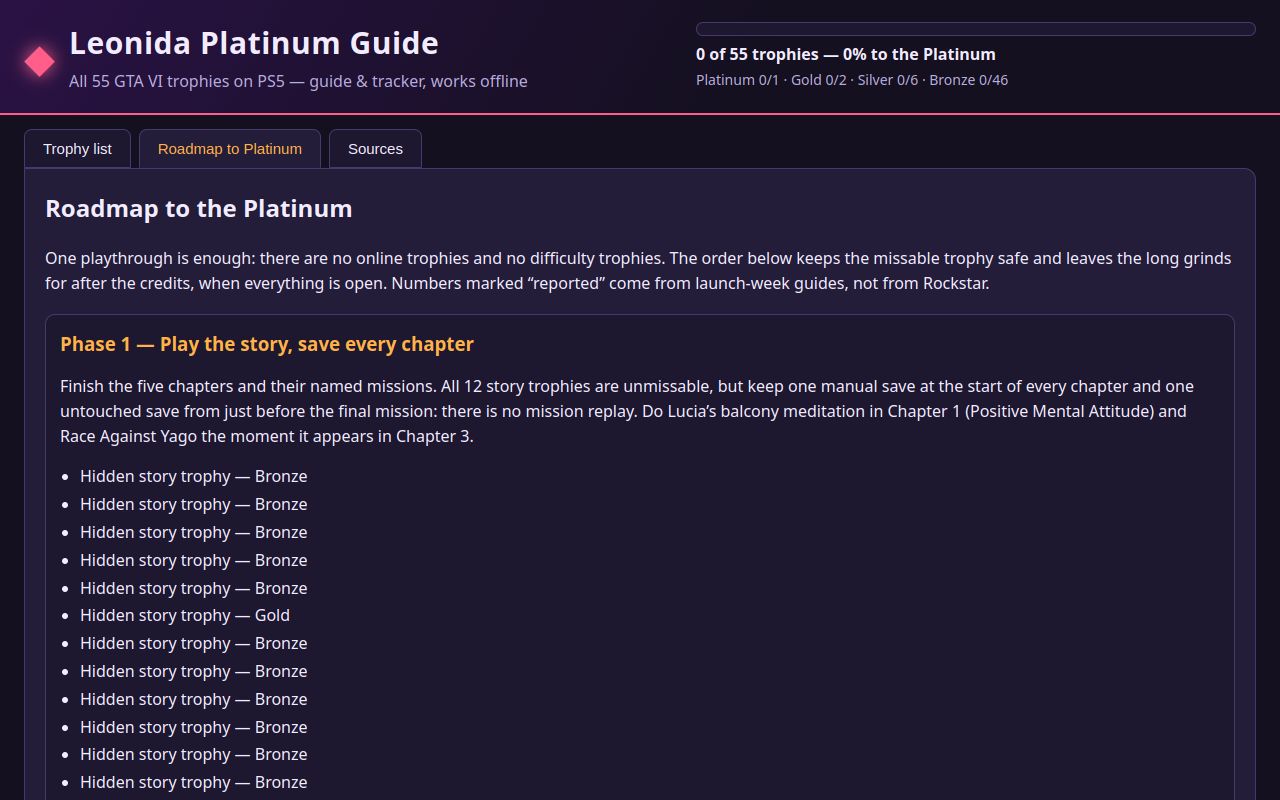 Leonida Platinum Guide
All 55 GTA VI trophies on PS5 — guide & tracker, works offline
0 of 55 trophies — 0% to the Platinum
Platinum 0/1 · Gold 0/2 · Silver 0/6 · Bronze 0/46
Trophy list
Roadmap to Platinum
Sources
Roadmap to the Platinum
One playthrough is enough: there are no online trophies and no difficulty trophies. The order below keeps the missable trophy safe and leaves the long grinds
for after the credits, when everything is open. Numbers marked “reported” come from launch-week guides, not from Rockstar.
Phase 1 — Play the story, save every chapter
Finish the five chapters and their named missions. All 12 story trophies are unmissable, but keep one manual save at the start of every chapter and one
untouched save from just before the final mission: there is no mission replay. Do Lucia’s balcony meditation in Chapter 1 (Positive Mental Attitude) and
Race Against Yago the moment it appears in Chapter 3.
• Hidden story trophy — Bronze
• Hidden story trophy — Bronze
• Hidden story trophy — Bronze
• Hidden story trophy — Bronze
• Hidden story trophy — Bronze
• Hidden story trophy — Gold
• Hidden story trophy — Bronze
• Hidden story trophy — Bronze
• Hidden story trophy — Bronze
• Hidden story trophy — Bronze
• Hidden story trophy — Bronze
• Hidden story trophy — Bronze